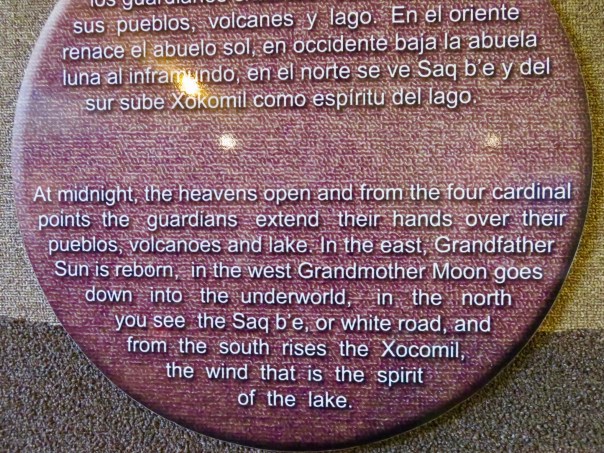 los guardianes
sus pueblos, volcanes y lago. En el oriente
renace el abuelo sol, en occidente baja la abuela
luna al inframundo, en el norte se ve Saq b'e y del
sur sube Xokomil como espíritu del lago.
At midnight, the heavens open and from the four cardinal
points the guardians extend their hands over their
pueblos, volcanoes and lake. In the east, Grandfather
Sun is reborn, in the west Grandmother Moon goes
down into the underworld, in the north
you see the Saq b'e, or white road, and
from the south rises the Xocomil,
the wind that is the spirit
of the lake.